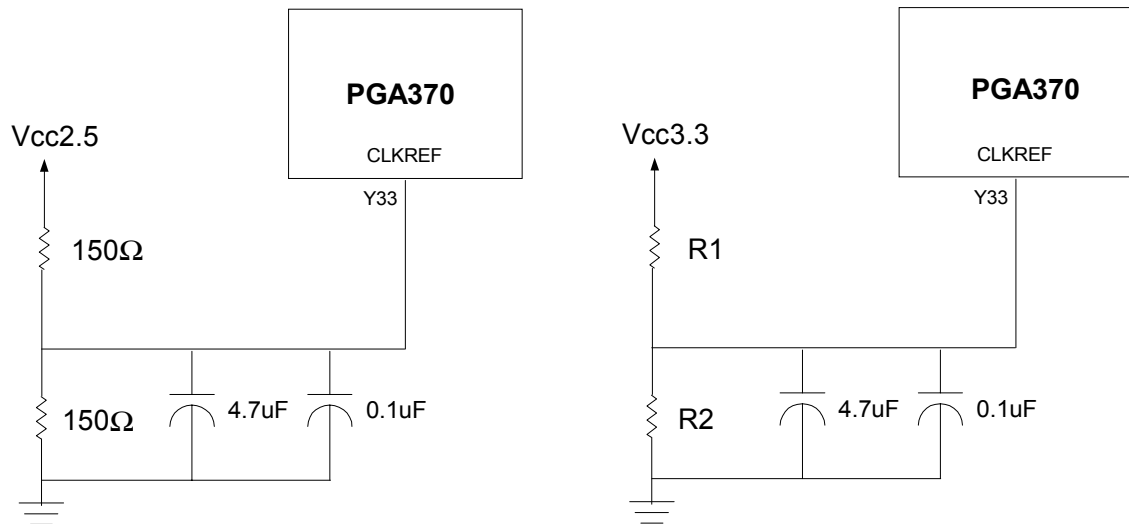 PGA370
CLKREF
Y33
Vcc2.5
150Ω
150Ω
4.7uF
0.1uF
PGA370
CLKREF
Y33
Vcc3.3
R1
R2
4.7uF
0.1uF